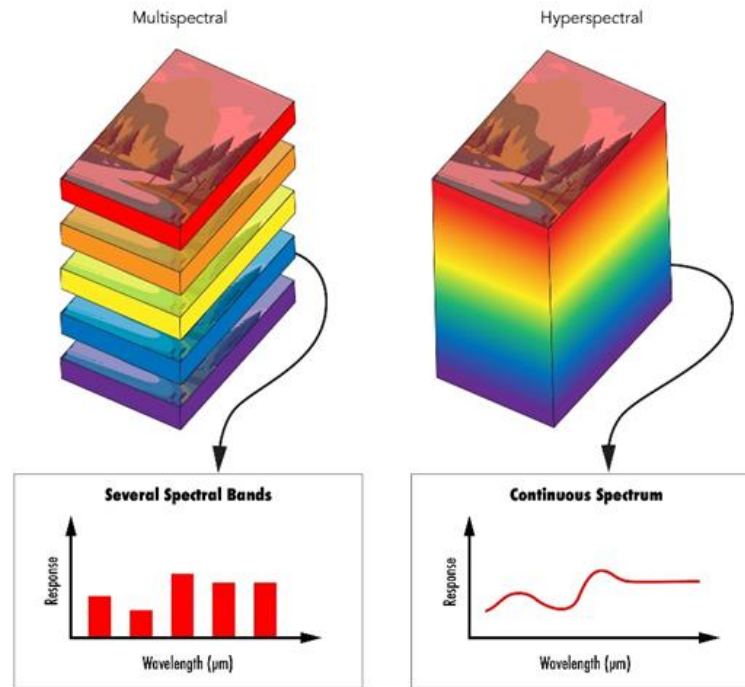 Multispectral
Hyperspectral
Several Spectral Bands
Response
Wavelength (μm)
Continuous Spectrum
Response
Wavelength (μm)